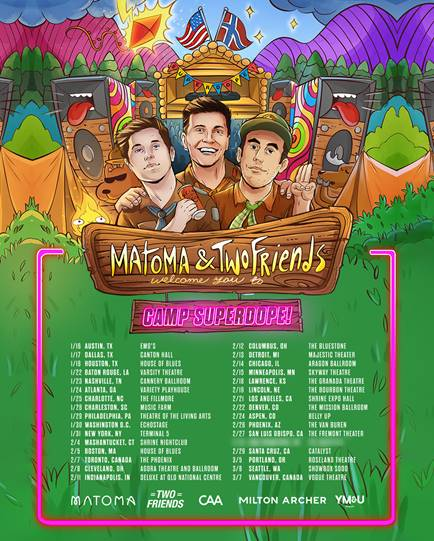 MATOMA & TWO FRIENDS
welcome you to
CAMP SUPERDOPE!
1/16 AUSTIN, TX EMO'S
1/17 DALLAS, TX CANTON HALL
1/18 HOUSTON, TX HOUSE OF BLUES
1/22 BATON ROUGE, LA VARSITY THEATRE
1/23 NASHVILLE, TN CANNERY BALLROOM
1/24 ATLANTA, GA VARIETY PLAYHOUSE
1/25 CHARLOTTE, NC THE FILLMORE
1/28 CHARLESTON, SC MUSIC FARM
1/29 PHILADELPHIA, PA THEATRE OF THE LIVING ARTS
1/30 WASHINGTON D.C. ECHOSTAGE
1/31 NEW YORK, NY TERMINAL 5
2/4 MASHANTUCKET, CT SHRINE NIGHTCLUB
2/5 BOSTON, MA HOUSE OF BLUES
2/7 TORONTO, CANADA THE PHOENIX
2/8 CLEVELAND, OH AGORA THEATRE AND BALLROOM
2/11 INDIANAPOLIS, IN DELUXE AT OLD NATIONAL CENTRE
2/12 COLUMBUS, OH THE BLUESTONE
2/13 DETROIT, MI MAJESTIC THEATER
2/14 CHICAGO, IL ARAGON BALLROOM
2/15 MINNEAPOLIS, MN SKYWAY THEATRE
2/18 LAWRENCE, KS THE GRANADA THEATRE
2/19 LINCOLN, NE THE BOURBON THEATRE
2/21 LOS ANGELES, CA SHRINE EXPO HALL
2/22 DENVER, CO THE MISSION BALLROOM
2/24 ASPEN, CO BELLY UP
2/26 PHOENIX, AZ THE VAN BUREN
2/27 SAN LUIS OBISPO, CA THE FREMONT THEATER
2/29 SANTA CRUZ, CA CATALYST
3/5 PORTLAND, OR ROSELAND THEATRE
3/6 SEATTLE, WA SHOWBOX SODO
3/7 VANCOUVER, CANADA VOGUE THEATRE
MATOMA
TWO FRIENDS
CAA
MILTON ARCHER
YMU